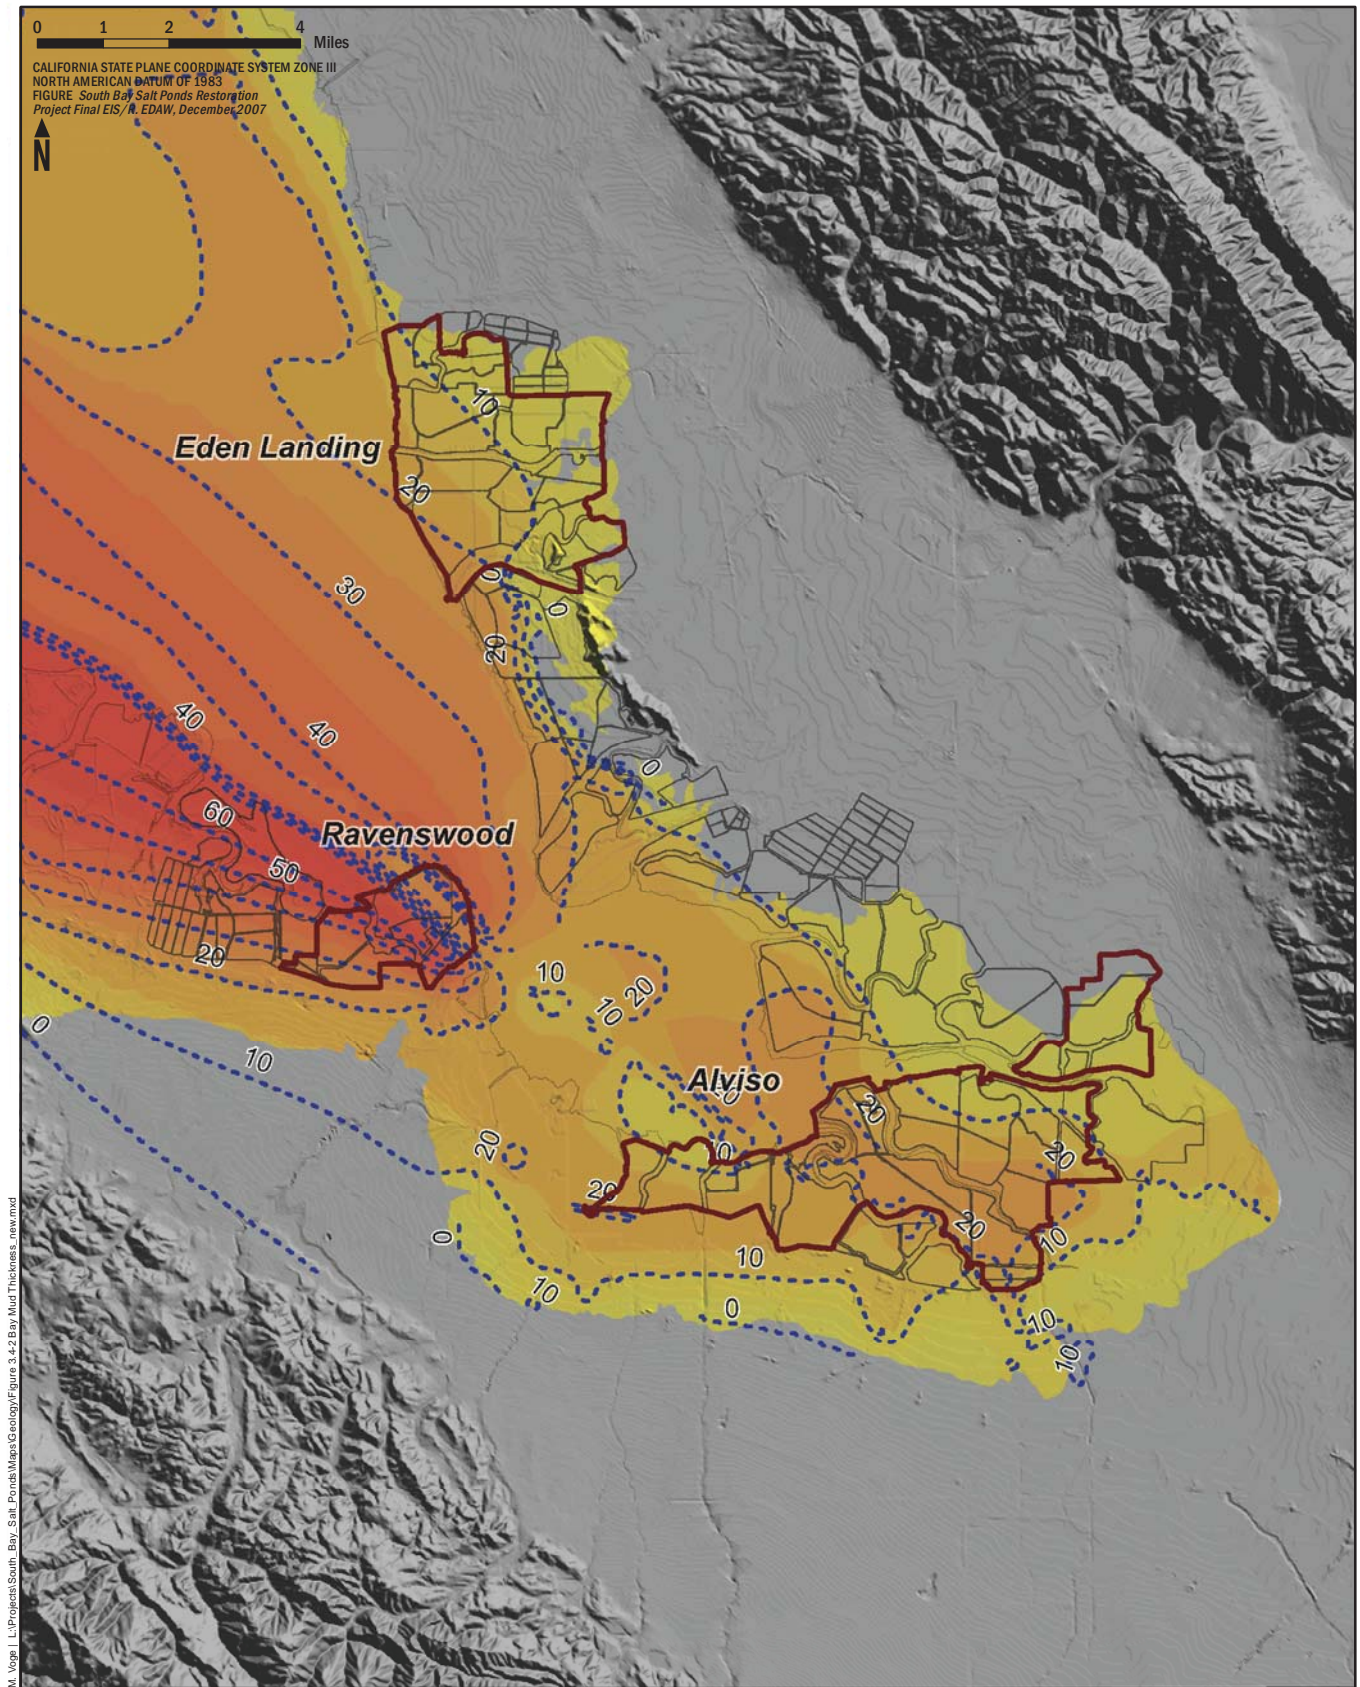 0 1 2 4 Miles
CALIFORNIA STATE PLANE COORDINATE SYSTEM ZONE III
NORTH AMERICAN DATUM OF 1983
FIGURE South Bay Salt Ponds Restoration
Project Final EIS/R. EDAW, December 2007
N
10
Eden Landing
20
0
30
0
20
40
40
0
60
Ravenswood
50
20
10
20
10
0
10
Alviso
20
20
20
20
20
0
10
10
10
0
10
10
M. Voge | L:\Projects\South_Bay_Salt_Ponds\Maps\Geology\Figure 3.4-2 Bay Mud Thickness_new.mxd